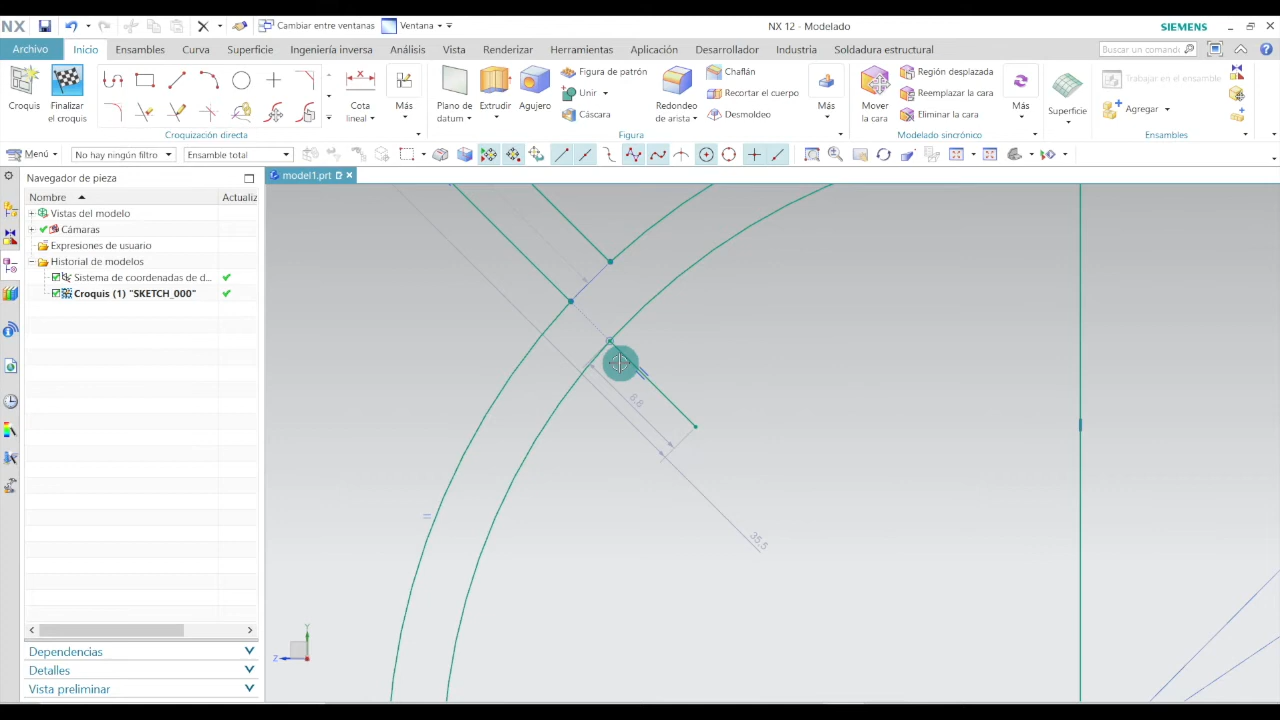 NX Cambiar entre ventanas Ventana NX 12 - Modelado SIEMENS
Archivo Inicio Ensambles Curva Superficie Ingeniería inversa Análisis Vista Renderizar Herramientas Aplicación Desarrollador Industria Soldadura estructural Buscar un comando
Croquis
Finalizar el croquis
Cota lineal
Más
Croquización directa
Plano de datum
Extrudir
Agujero
Figura de patrón
Unir
Cáscara
Redondeo de arista
Chaflán
Recortar el cuerpo
Desmoldeo
Más
Figura
Mover la cara
Región desplazada
Reemplazar la cara
Eliminar la cara
Más
Modelado sincrónico
Superficie
Trabajar en el ensamble
Agregar
Ensambles
Menú No hay ningún filtro Ensamble total
Navegador de pieza model1.prt
Nombre Actualiz
Vistas del modelo
Cámaras
Expresiones de usuario
Historial de modelos
Sistema de coordenadas de d...
Croquis (1) "SKETCH_000"
8,8
35,5
Y
Z
Dependencias
Detalles
Vista preliminar